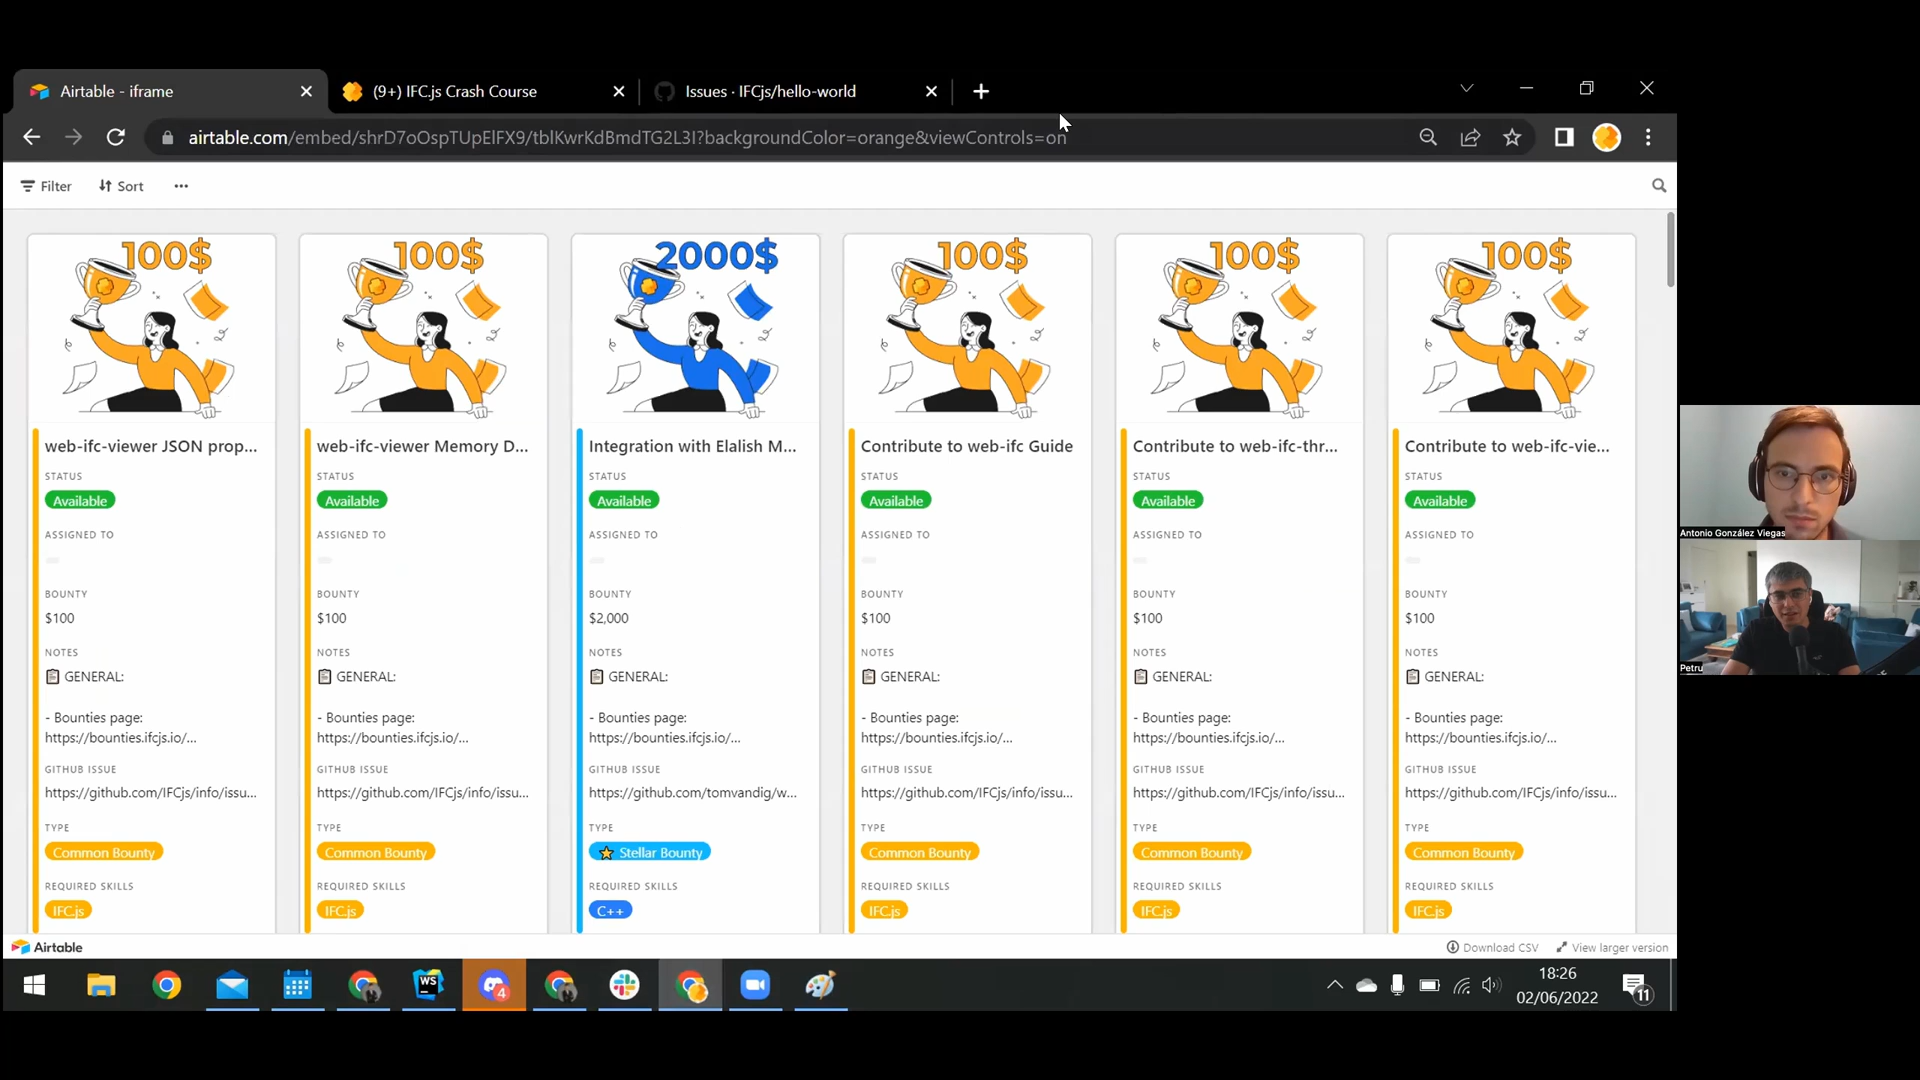 Airtable - iframe
(9+) IFC.js Crash Course
Issues · IFCjs/hello-world
airtable.com/embed/shrD7oOspTUpElFX9/tblKwrKdBmdTG2L3I?backgroundColor=orange&viewControls=on
Filter
Sort
100$
web-ifc-viewer JSON prop...
STATUS
Available
ASSIGNED TO
BOUNTY
$100
NOTES
📋 GENERAL:
- Bounties page:
https://bounties.ifcjs.io/...
GITHUB ISSUE
https://github.com/IFCjs/info/issu...
TYPE
Common Bounty
REQUIRED SKILLS
IFC.js
100$
web-ifc-viewer Memory D...
STATUS
Available
ASSIGNED TO
BOUNTY
$100
NOTES
📋 GENERAL:
- Bounties page:
https://bounties.ifcjs.io/...
GITHUB ISSUE
https://github.com/IFCjs/info/issu...
TYPE
Common Bounty
REQUIRED SKILLS
IFC.js
2000$
Integration with Elalish M...
STATUS
Available
ASSIGNED TO
BOUNTY
$2,000
NOTES
📋 GENERAL:
- Bounties page:
https://bounties.ifcjs.io/...
GITHUB ISSUE
https://github.com/tomvandig/w...
TYPE
⭐ Stellar Bounty
REQUIRED SKILLS
C++
100$
Contribute to web-ifc Guide
STATUS
Available
ASSIGNED TO
BOUNTY
$100
NOTES
📋 GENERAL:
- Bounties page:
https://bounties.ifcjs.io/...
GITHUB ISSUE
https://github.com/IFCjs/info/issu...
TYPE
Common Bounty
REQUIRED SKILLS
IFC.js
100$
Contribute to web-ifc-thr...
STATUS
Available
ASSIGNED TO
BOUNTY
$100
NOTES
📋 GENERAL:
- Bounties page:
https://bounties.ifcjs.io/...
GITHUB ISSUE
https://github.com/IFCjs/info/issu...
TYPE
Common Bounty
REQUIRED SKILLS
IFC.js
100$
Contribute to web-ifc-vie...
STATUS
Available
ASSIGNED TO
BOUNTY
$100
NOTES
📋 GENERAL:
- Bounties page:
https://bounties.ifcjs.io/...
GITHUB ISSUE
https://github.com/IFCjs/info/issu...
TYPE
Common Bounty
REQUIRED SKILLS
IFC.js
Antonio González Viegas
Petru
Airtable
Download CSV
View larger version
WS
4
18:26
02/06/2022
11